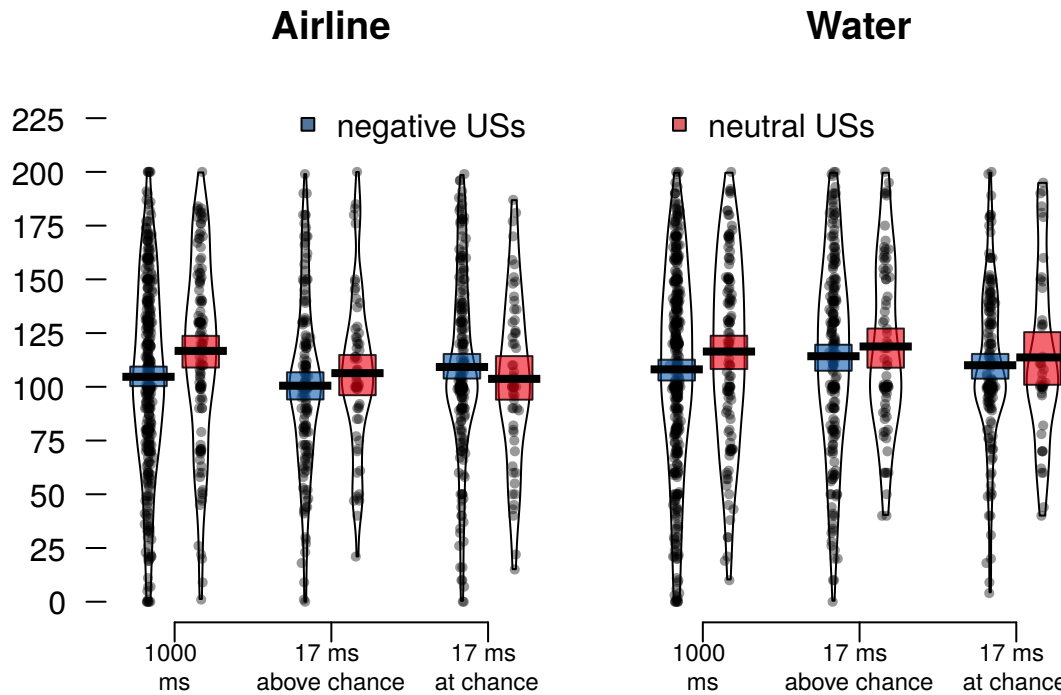 Airline Water
225
200
175
150
125
100
75
50
25
0
negative USs neutral USs
1000 ms
17 ms above chance
17 ms at chance
1000 ms
17 ms above chance
17 ms at chance